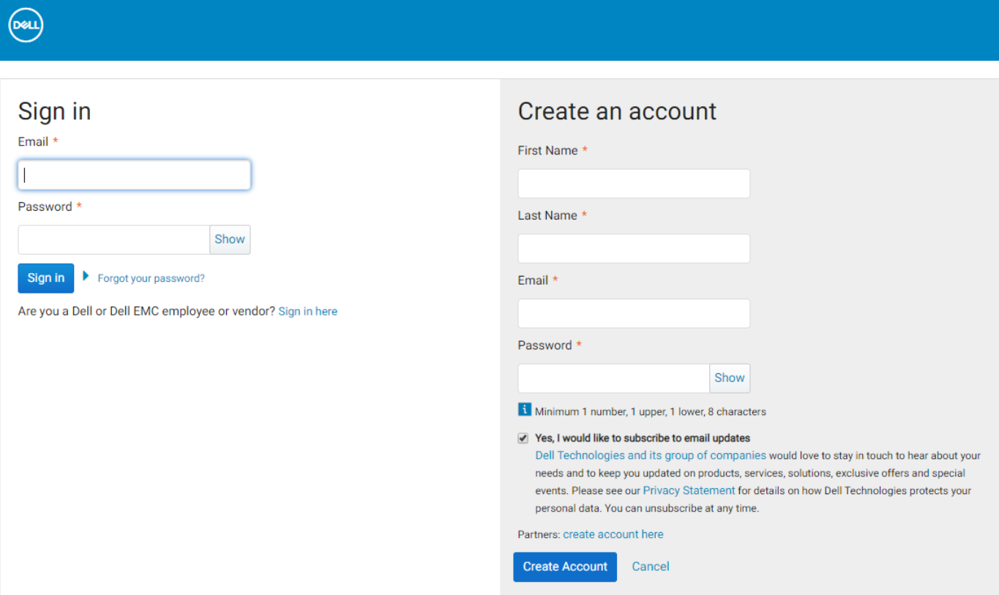 DELL
Sign in
Email *
Password *
Show
Sign in
Forgot your password?
Are you a Dell or Dell EMC employee or vendor? Sign in here
Create an account
First Name *
Last Name *
Email *
Password *
Show
i Minimum 1 number, 1 upper, 1 lower, 8 characters
Yes, I would like to subscribe to email updates
Dell Technologies and its group of companies would love to stay in touch to hear about your
needs and to keep you updated on products, services, solutions, exclusive offers and special
events. Please see our Privacy Statement for details on how Dell Technologies protects your
personal data. You can unsubscribe at any time.
Partners: create account here
Create Account
Cancel